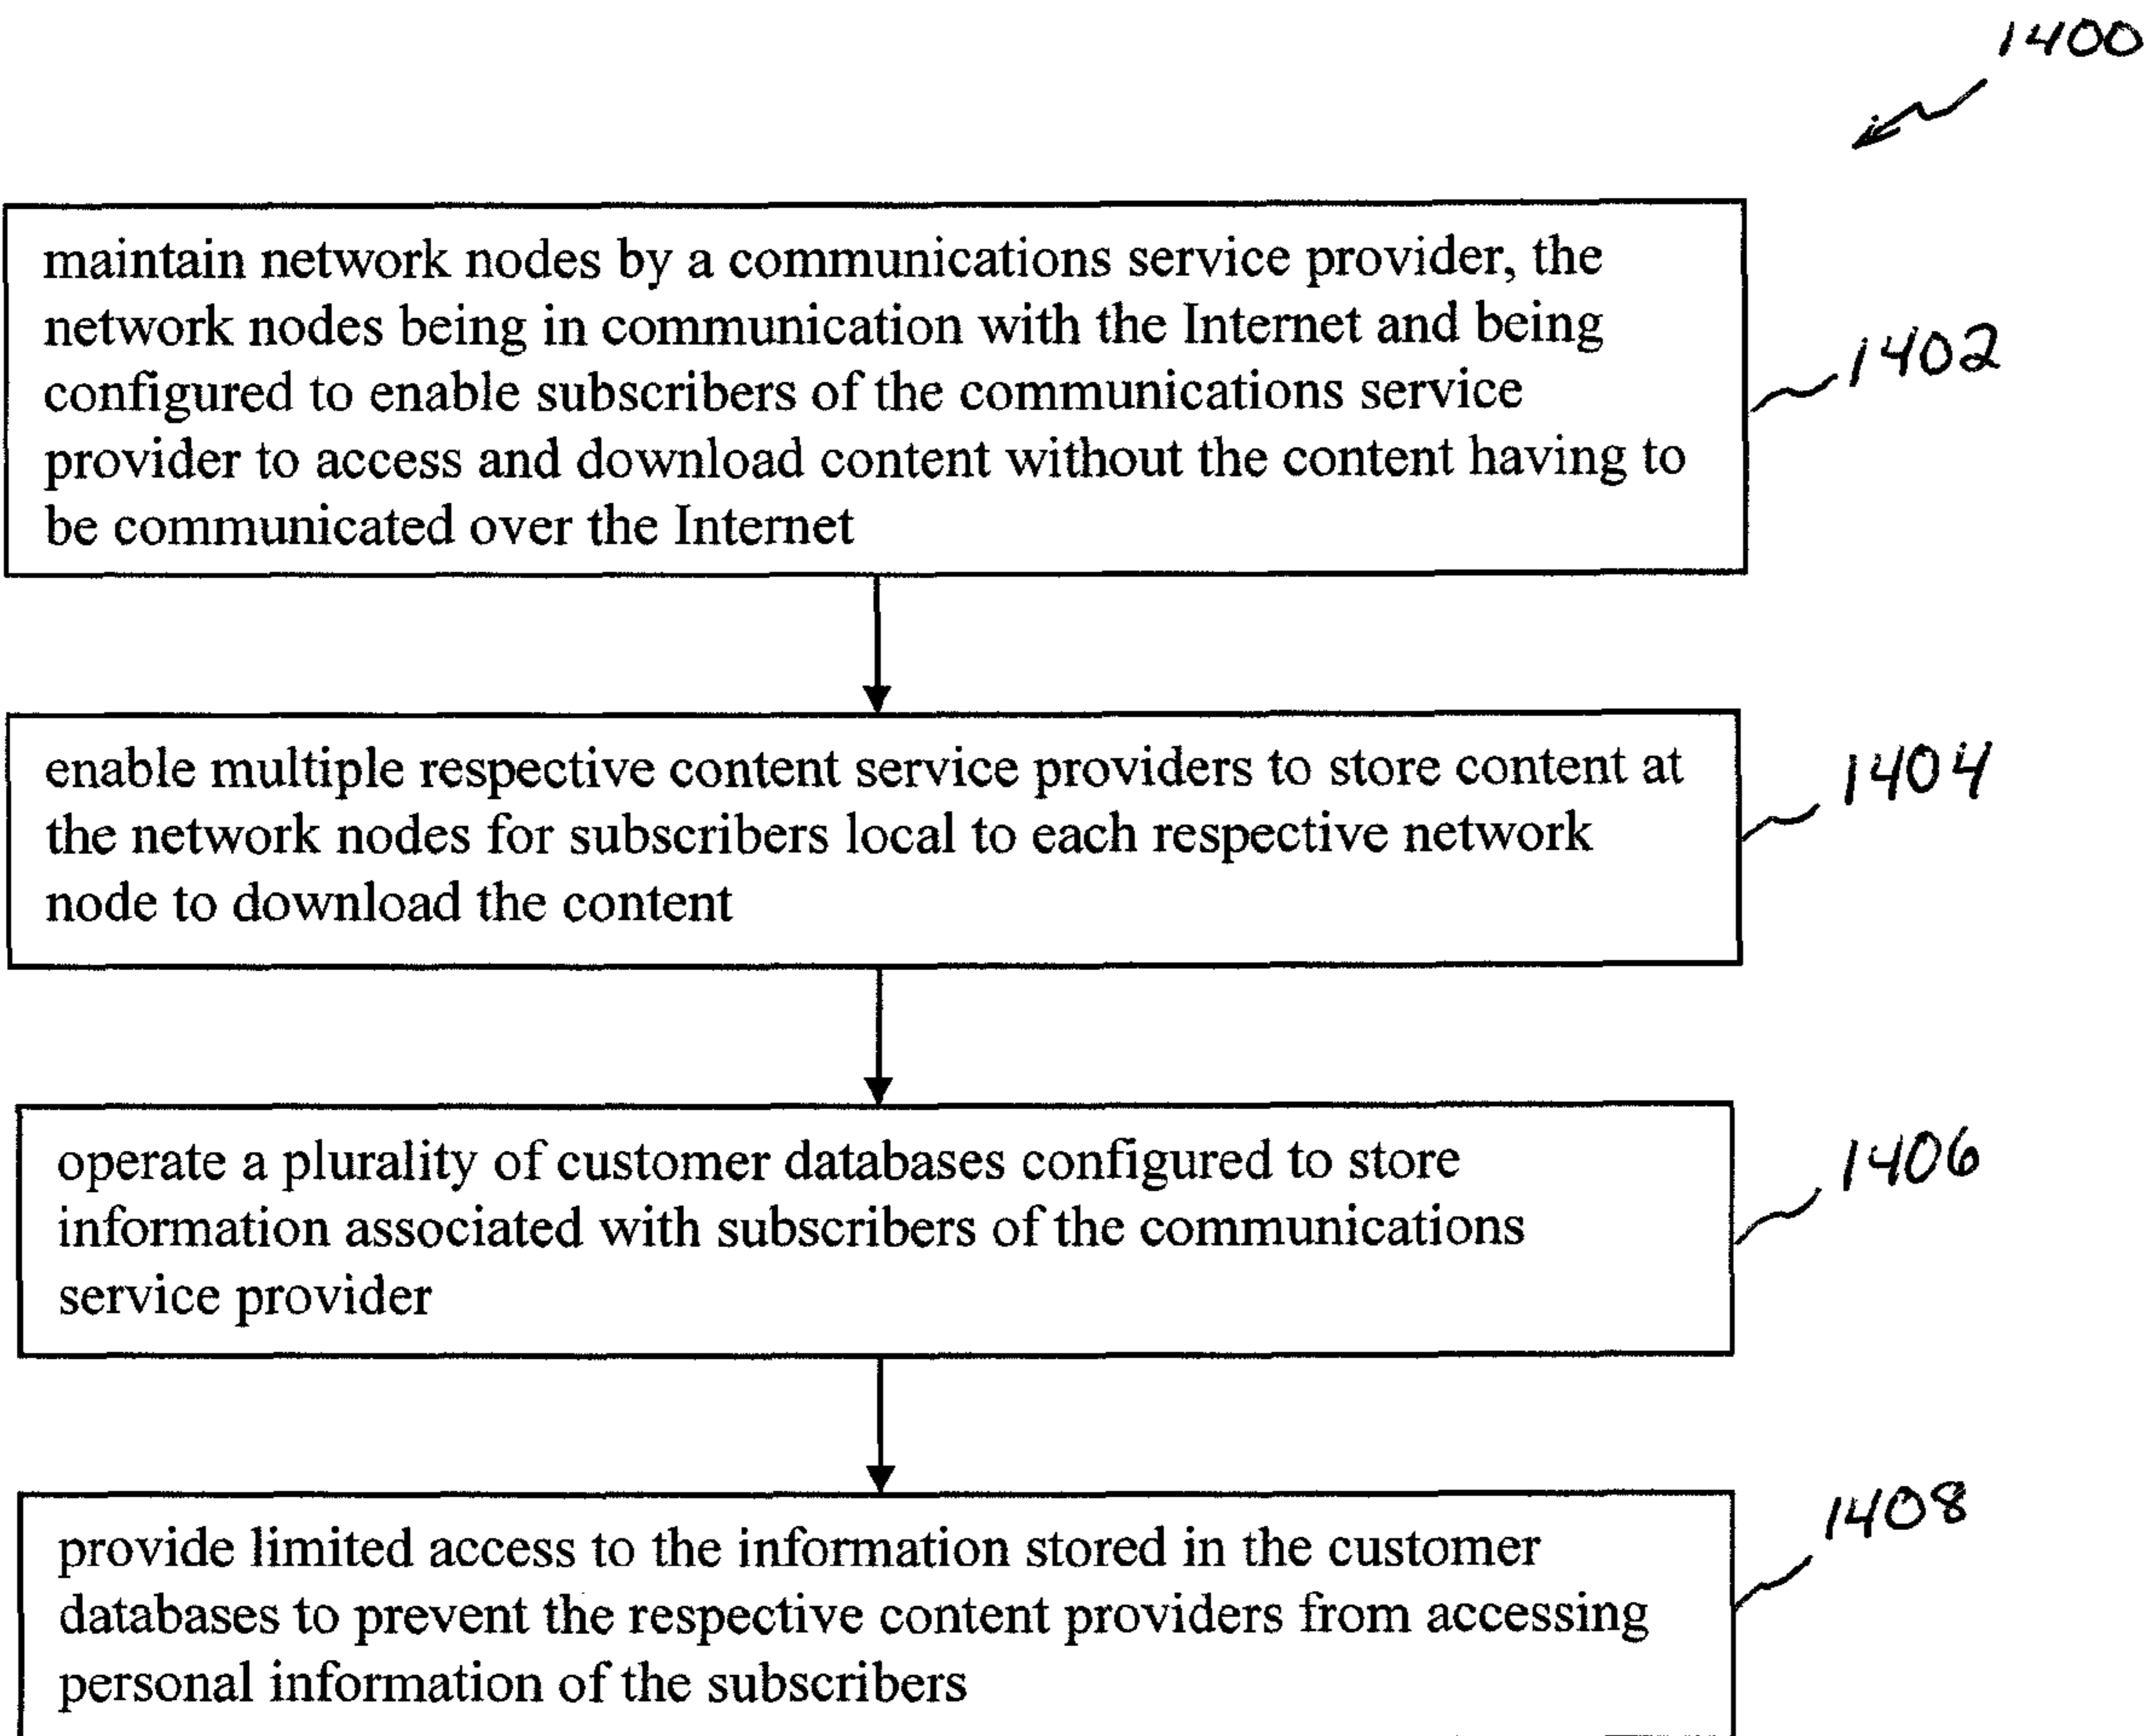 1400
maintain network nodes by a communications service provider, the
network nodes being in communication with the Internet and being
configured to enable subscribers of the communications service
provider to access and download content without the content having to
be communicated over the Internet
1402
enable multiple respective content service providers to store content at
the network nodes for subscribers local to each respective network
node to download the content
1404
operate a plurality of customer databases configured to store
information associated with subscribers of the communications
service provider
1406
provide limited access to the information stored in the customer
databases to prevent the respective content providers from accessing
personal information of the subscribers
1408